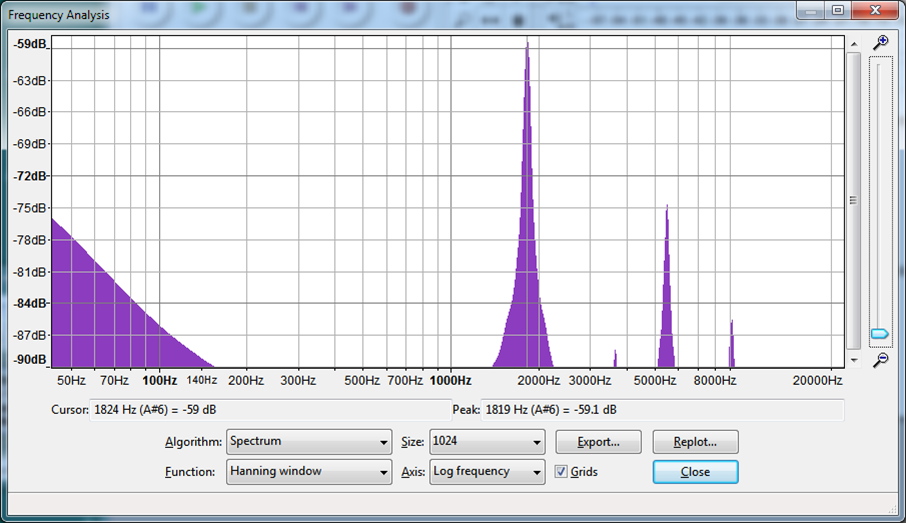 Frequency Analysis
-59dB
-63dB
-66dB
-69dB
-72dB
-75dB
-78dB
-81dB
-84dB
-87dB
-90dB
50Hz 70Hz 100Hz 140Hz 200Hz 300Hz 500Hz 700Hz 1000Hz 2000Hz 3000Hz 5000Hz 8000Hz 20000Hz
Cursor: 1824 Hz (A#6) = -59 dB Peak: 1819 Hz (A#6) = -59.1 dB
Algorithm: Spectrum Size: 1024 Export... Replot...
Function: Hanning window Axis: Log frequency Grids Close